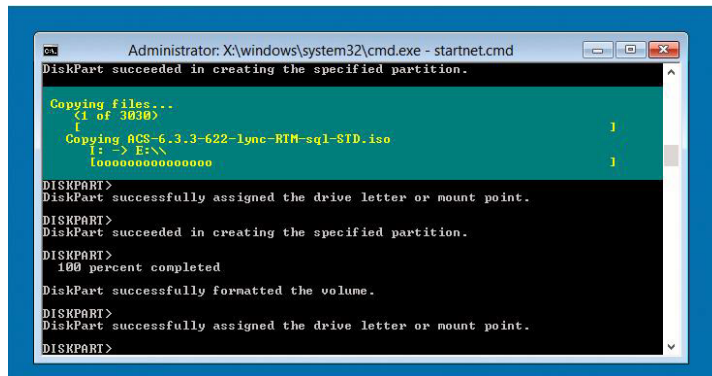 Administrator: X:\windows\system32\cmd.exe - startnet.cmd
DiskPart succeeded in creating the specified partition.
Copying files...
(1 of 3030)
[ ]
Copying ACS-6.3.3-622-lync-RTM-sql-STD.iso
I: -> E:\\
[ooooooooooooooo ]
DISKPART>
DiskPart successfully assigned the drive letter or mount point.
DISKPART>
DiskPart succeeded in creating the specified partition.
DISKPART>
100 percent completed
DiskPart successfully formatted the volume.
DISKPART>
DiskPart successfully assigned the drive letter or mount point.
DISKPART>